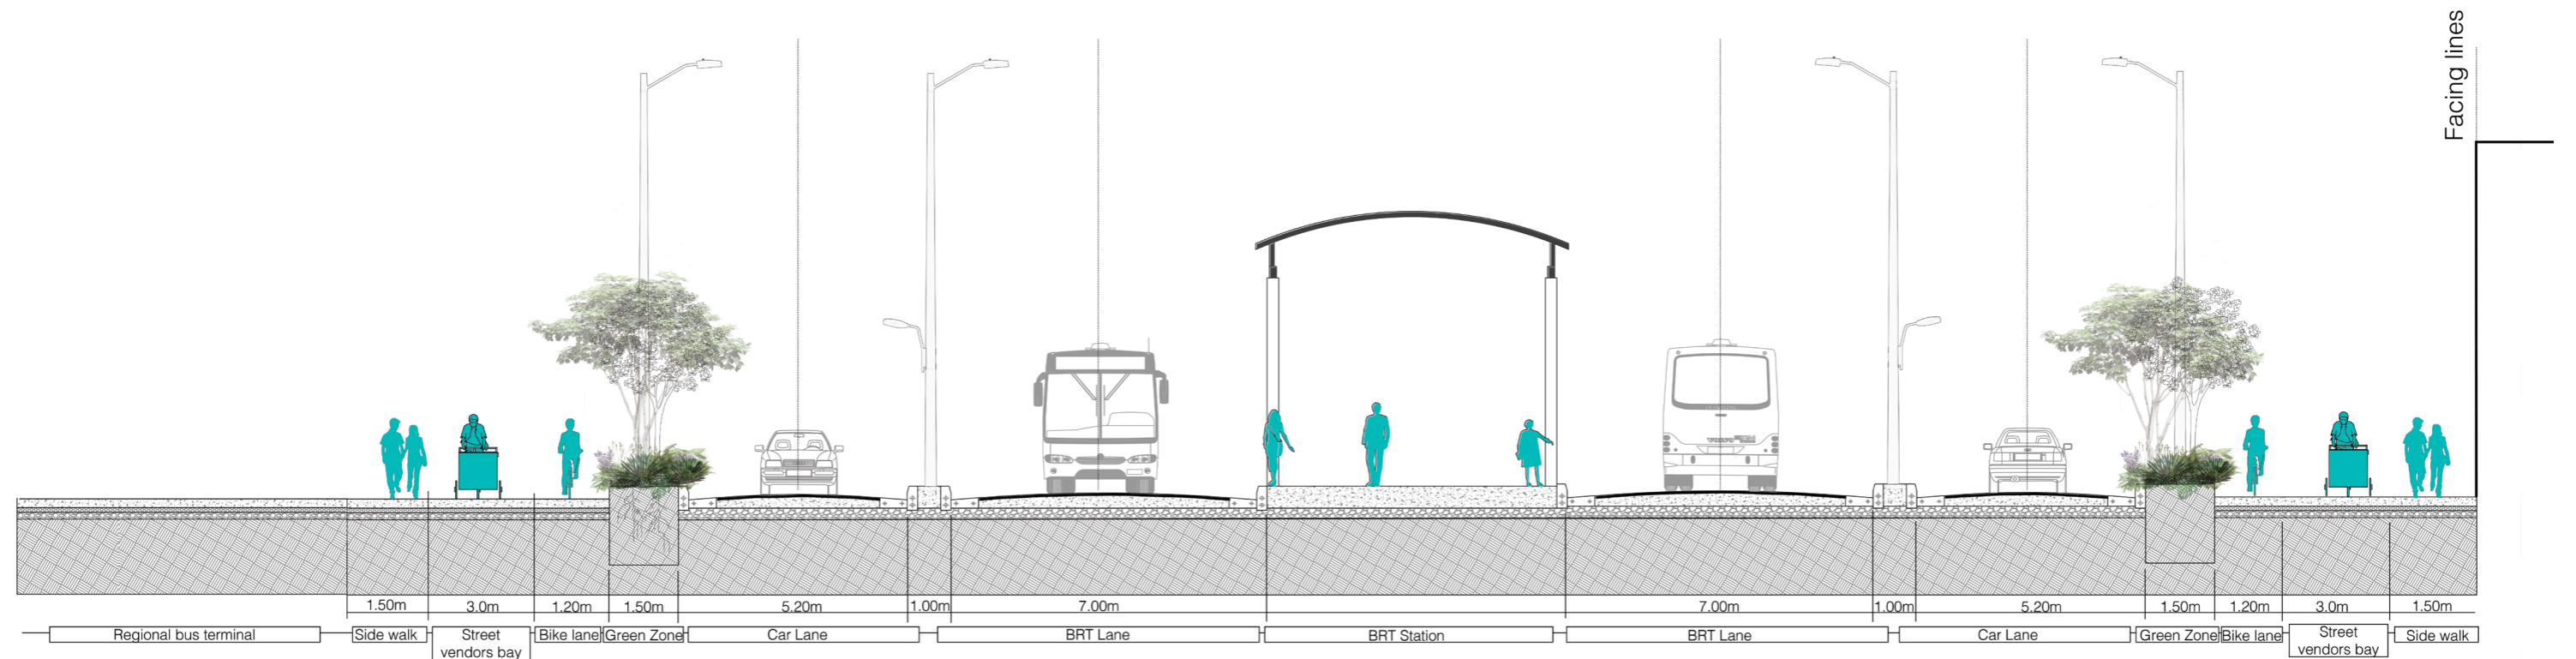 Facing lines
1.50m 3.0m 1.20m 1.50m 5.20m 1.00m 7.00m 7.00m 1.00m 5.20m 1.50m 1.20m 3.0m 1.50m
Regional bus terminal Side walk Street Bike lane Green Zone Car Lane BRT Lane BRT Station BRT Lane Car Lane Green Zone Bike lane Street Side walk
vendors bay vendors bay